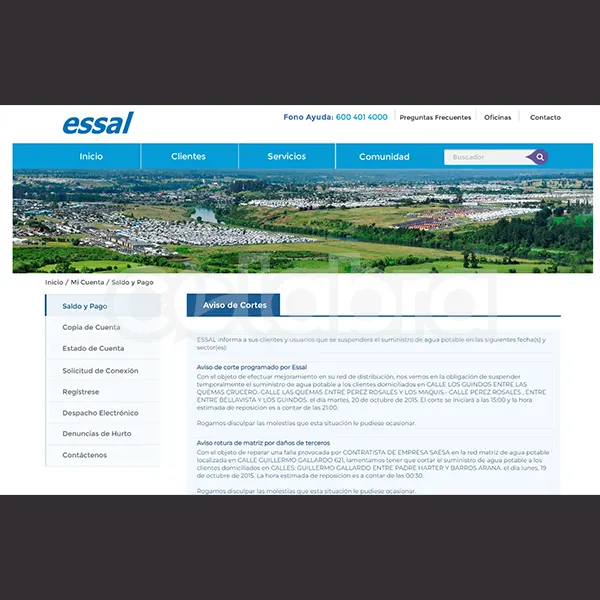 essal
Fono Ayuda: 600 401 4000
Preguntas Frecuentes
Oficinas
Contacto
Inicio
Clientes
Servicios
Comunidad
Buscador
Inicio / Mi Cuenta / Saldo y Pago
Saldo y Pago
Copia de Cuenta
Estado de Cuenta
Solicitud de Conexión
Regístrese
Despacho Electrónico
Denuncias de Hurto
Contáctenos
Aviso de Cortes
ESSAL informa a sus clientes y usuarios que se suspenderá el suministro de agua potable en las siguientes fecha(s) y
sector(es):
Aviso de corte programado por Essal
Con el objeto de efectuar mejoramiento en su red de distribución, nos vemos en la obligación de suspender
temporalmente el suministro de agua potable a los clientes domiciliados en CALLE LOS GUINDOS ENTRE LAS
QUEMAS CRUCERO.-CALLE LAS QUEMAS ENTRE PEREZ ROSALES Y LOS MAQUIS.- CALLE PEREZ ROSALES , ENTRE
ENTRE BELLAVISTA Y LOS GUINDOS. el día martes, 20 de octubre de 2015. El corte se iniciará a las 15:00 y la hora
estimada de reposición es a contar de las 21:00.
Rogamos disculpar las molestias que esta situación le pudiese ocasionar.
Aviso rotura de matriz por daños de terceros
Con el objeto de reparar una falla provocada por CONTRATISTA DE EMPRESA SAESA en la red matriz de agua potable
localizada en CALLE GUILLERMO GALLARDO 621, lamentamos tener que cortar el suministro de agua potable a los
clientes domiciliados en CALLES: GUILLERMO GALLARDO ENTRE PADRE HARTER Y BARROS ARANA. el día lunes, 19
de octubre de 2015. La hora estimada de reposición es a contar de las 00:30.
Rogamos disculpar las molestias que esta situación le pudiese ocasionar.